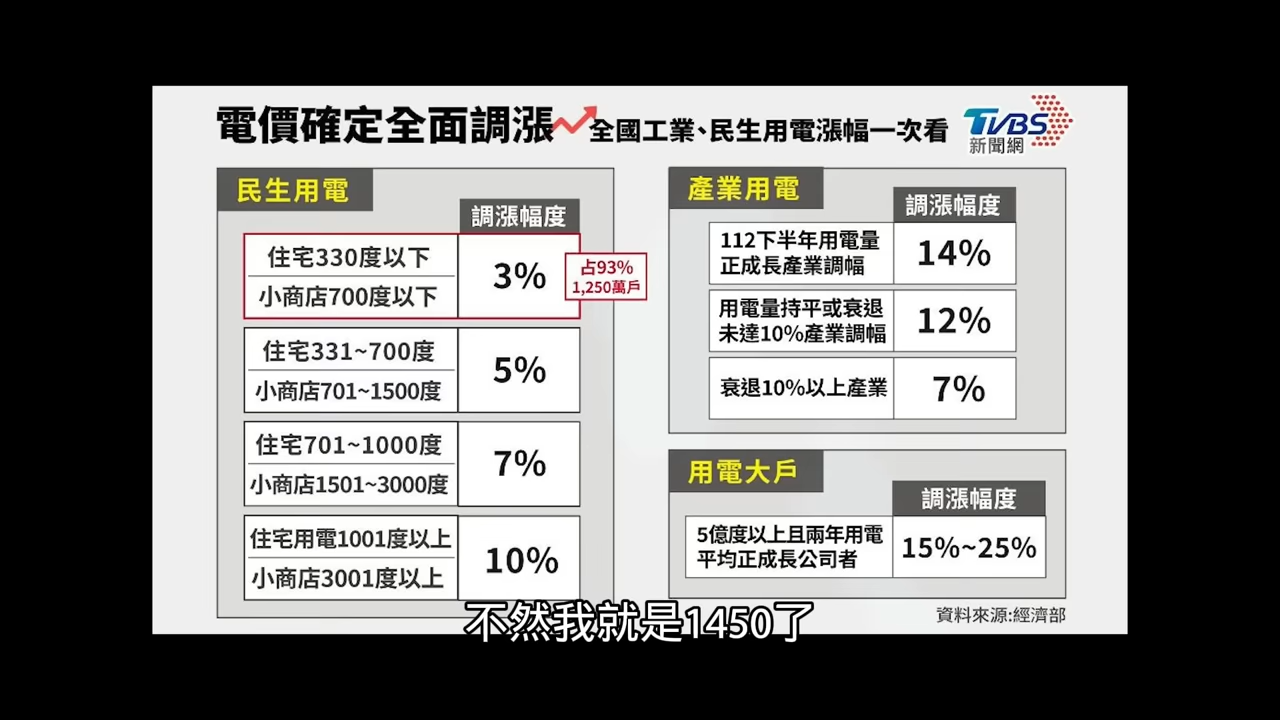 電價確定全面調漲
全國工業、民生用電漲幅一次看
TVBS
新聞網
民生用電
調漲幅度
住宅330度以下
小商店700度以下
3%
占93%
1,250萬戶
住宅331~700度
小商店701~1500度
5%
住宅701~1000度
小商店1501~3000度
7%
住宅用電1001度以上
小商店3001度以上
10%
產業用電
調漲幅度
112下半年用電量
正成長產業調幅
14%
用電量持平或衰退
未達10%產業調幅
12%
衰退10%以上產業
7%
用電大戶
調漲幅度
5億度以上且兩年用電
平均正成長公司者
15%~25%
資料來源:經濟部
不然我就是1450了